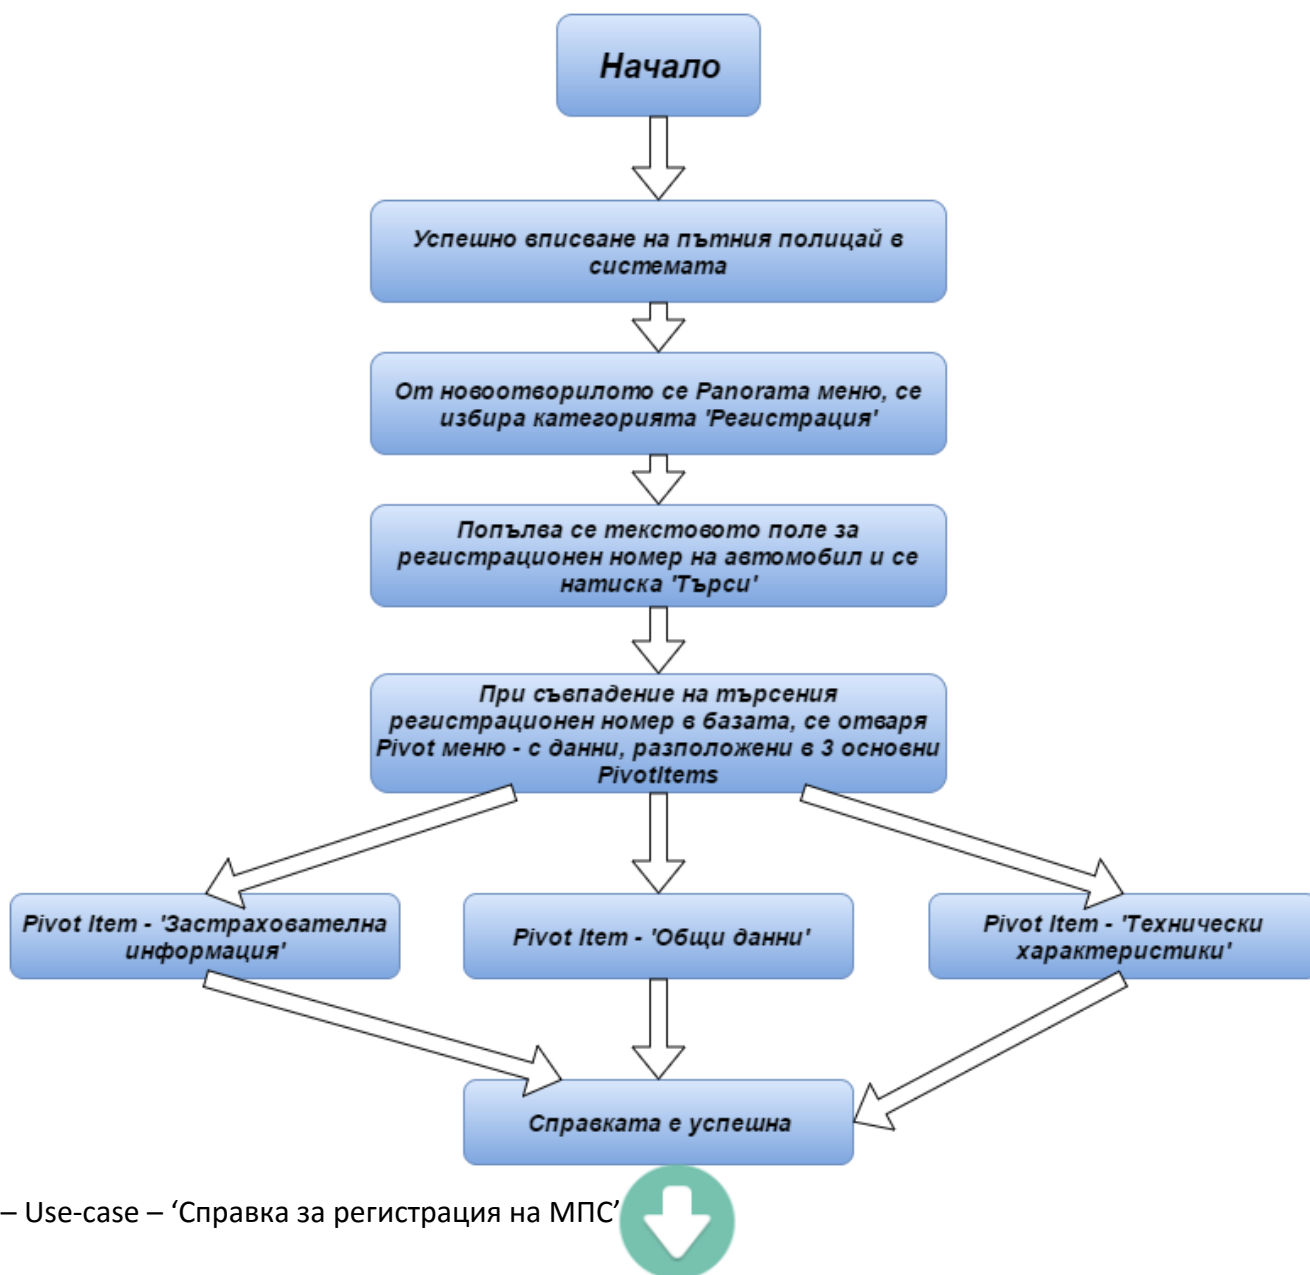 Начало
Успешно вписване на пътния полицай в
системата
От новоотворилото се Panorama меню, се
избира категорията 'Регистрация'
Попълва се текстовото поле за
регистрационен номер на автомобил и се
натиска 'Търси'
При съвпадение на търсения
регистрационен номер в базата, се отваря
Pivot меню - с данни, разположени в 3 основни
PivotItems
Pivot Item - 'Застрахователна
информация'
Pivot Item - 'Общи данни'
Pivot Item - 'Технически
характеристики'
Справката е успешна
– Use-case – ‘Справка за регистрация на МПС’